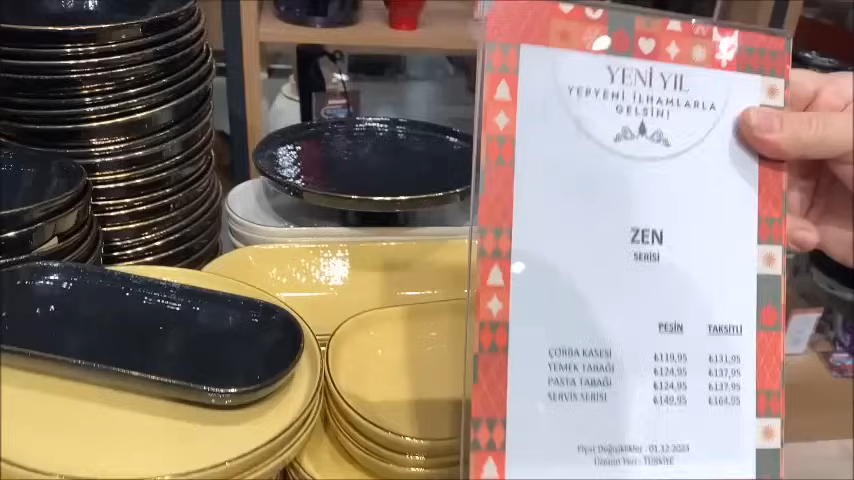 YENİ YIL
YEPYENİ İLHAMLARLA
GELSİN!
ZEN
SERİSİ
PEŞİN TAKSİTLİ
ÇORBA KASESİ ₺119,95 ₺131,95
YEMEK TABAĞI ₺124,95 ₺137,95
PASTA TABAĞI ₺124,95 ₺137,95
SERVİS SERİSİ ₺149,95 ₺164,95
Fiyat Değişiklikler : 01.12.2023
Üretim Yeri : TÜRKİYE